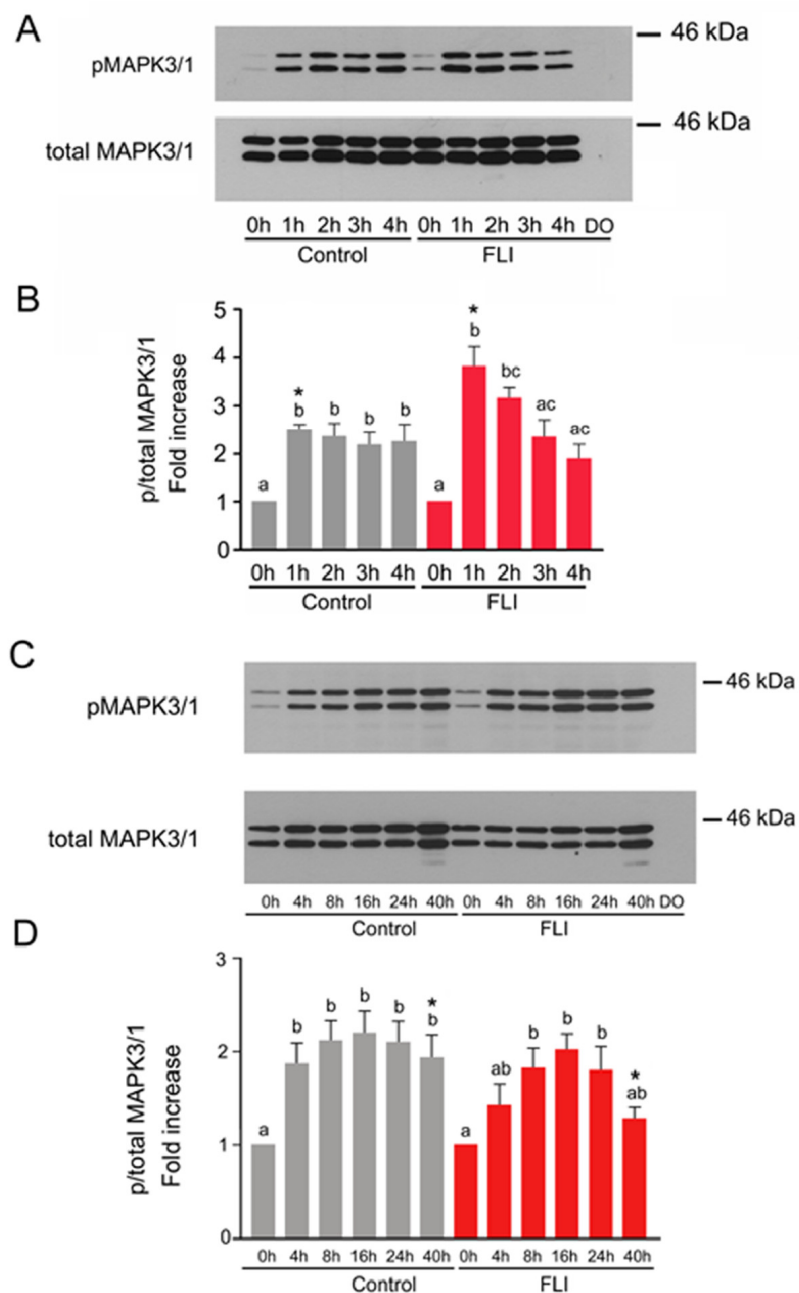 A
pMAPK3/1
46 kDa
total MAPK3/1
46 kDa
0h 1h 2h 3h 4h 0h 1h 2h 3h 4h DO
Control FLI
B
p/total MAPK3/1
Fold increase
5
4
3
2
1
0
a * b b b b a * b bc ac ac
0h 1h 2h 3h 4h 0h 1h 2h 3h 4h
Control FLI
C
pMAPK3/1
46 kDa
total MAPK3/1
46 kDa
0h 4h 8h 16h 24h 40h 0h 4h 8h 16h 24h 40h DO
Control FLI
D
p/total MAPK3/1
Fold increase
3
2
1
0
a b b b b * b a ab b b b * ab
0h 4h 8h 16h 24h 40h 0h 4h 8h 16h 24h 40h
Control FLI